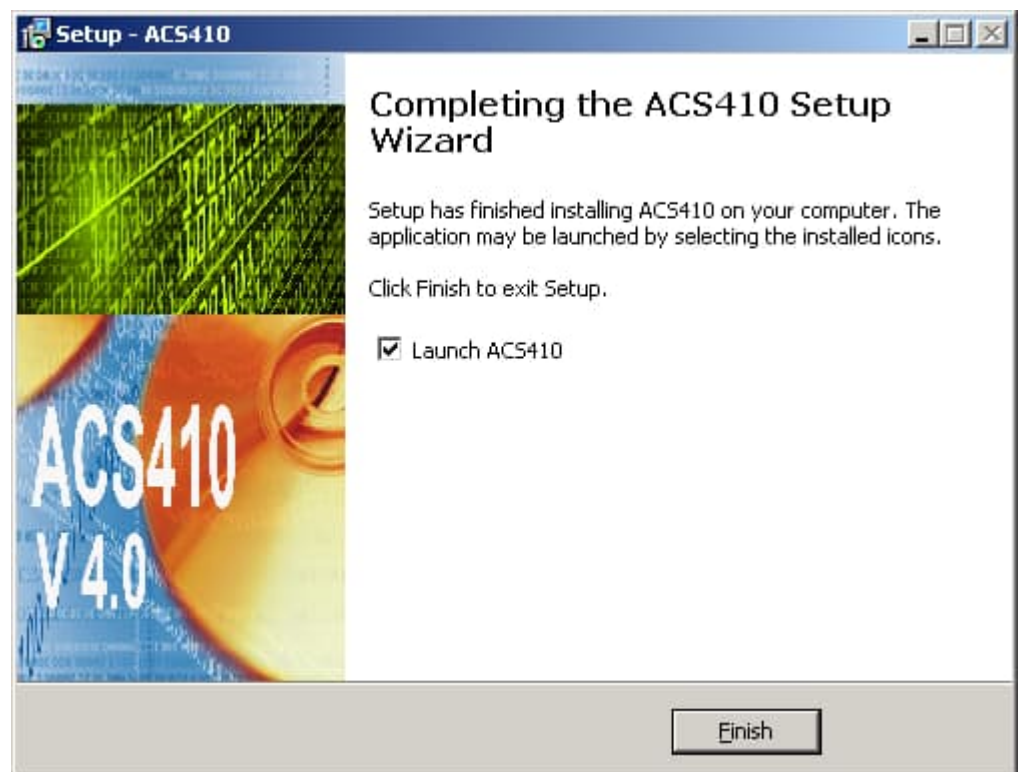 Setup - ACS410
Completing the ACS410 Setup
Wizard
Setup has finished installing ACS410 on your computer. The
application may be launched by selecting the installed icons.
Click Finish to exit Setup.
Launch ACS410
ACS410
V 4.0
Finish